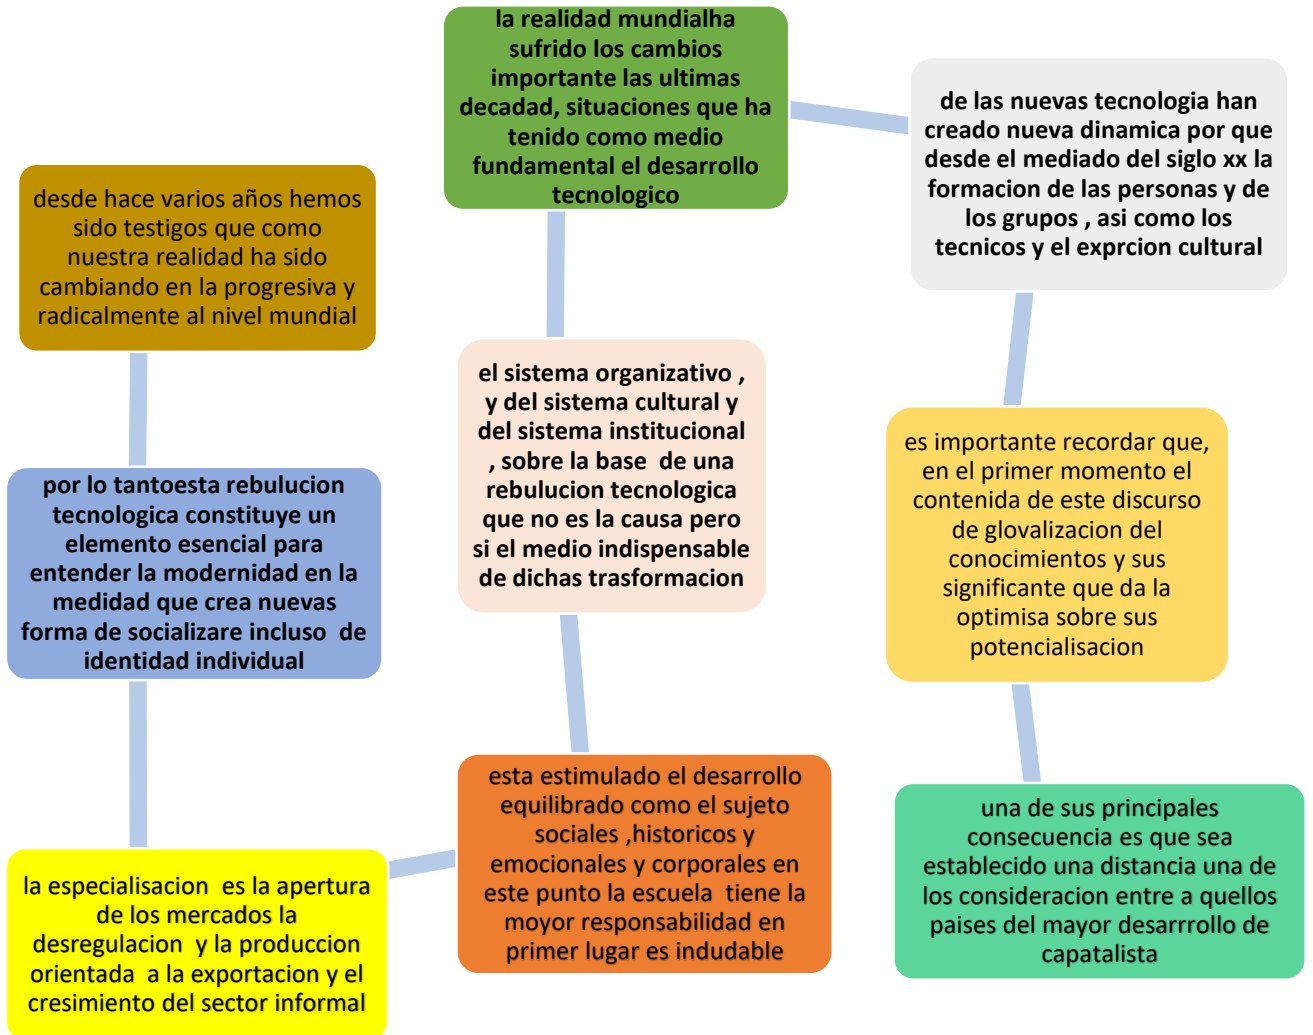 desde hace varios años hemos
sido testigos que como
nuestra realidad ha sido
cambiando en la progresiva y
radicalmente al nivel mundial
por lo tantoesta rebulucion
tecnologica constituye un
elemento esencial para
entender la modernidad en la
medidad que crea nuevas
forma de socializare incluso de
identidad individual
la especialisacion es la apertura
de los mercados la
desregulacion y la produccion
orientada a la exportacion y el
cresimiento del sector informal
esta estimulado el desarrollo
equilibrado como el sujeto
sociales ,historicos y
emocionales y corporales en
este punto la escuela tiene la
moyor responsabilidad en
primer lugar es indudable
el sistema organizativo ,
y del sistema cultural y
del sistema institucional
, sobre la base de una
rebulucion tecnologica
que no es la causa pero
si el medio indispensable
de dichas trasformacion
la realidad mundialha
sufrido los cambios
importante las ultimas
decadad, situaciones que ha
tenido como medio
fundamental el desarrollo
tecnologico
de las nuevas tecnologia han
creado nueva dinamica por que
desde el mediado del siglo xx la
formacion de las personas y de
los grupos , asi como los
tecnicos y el exprcion cultural
es importante recordar que,
en el primer momento el
contenida de este discurso
de glovalizacion del
conocimientos y sus
significante que da la
optimisa sobre sus
potencialisacion
una de sus principales
consecuencia es que sea
establecido una distancia una de
los consideracion entre a quellos
paises del mayor desarrrollo de
capatalista